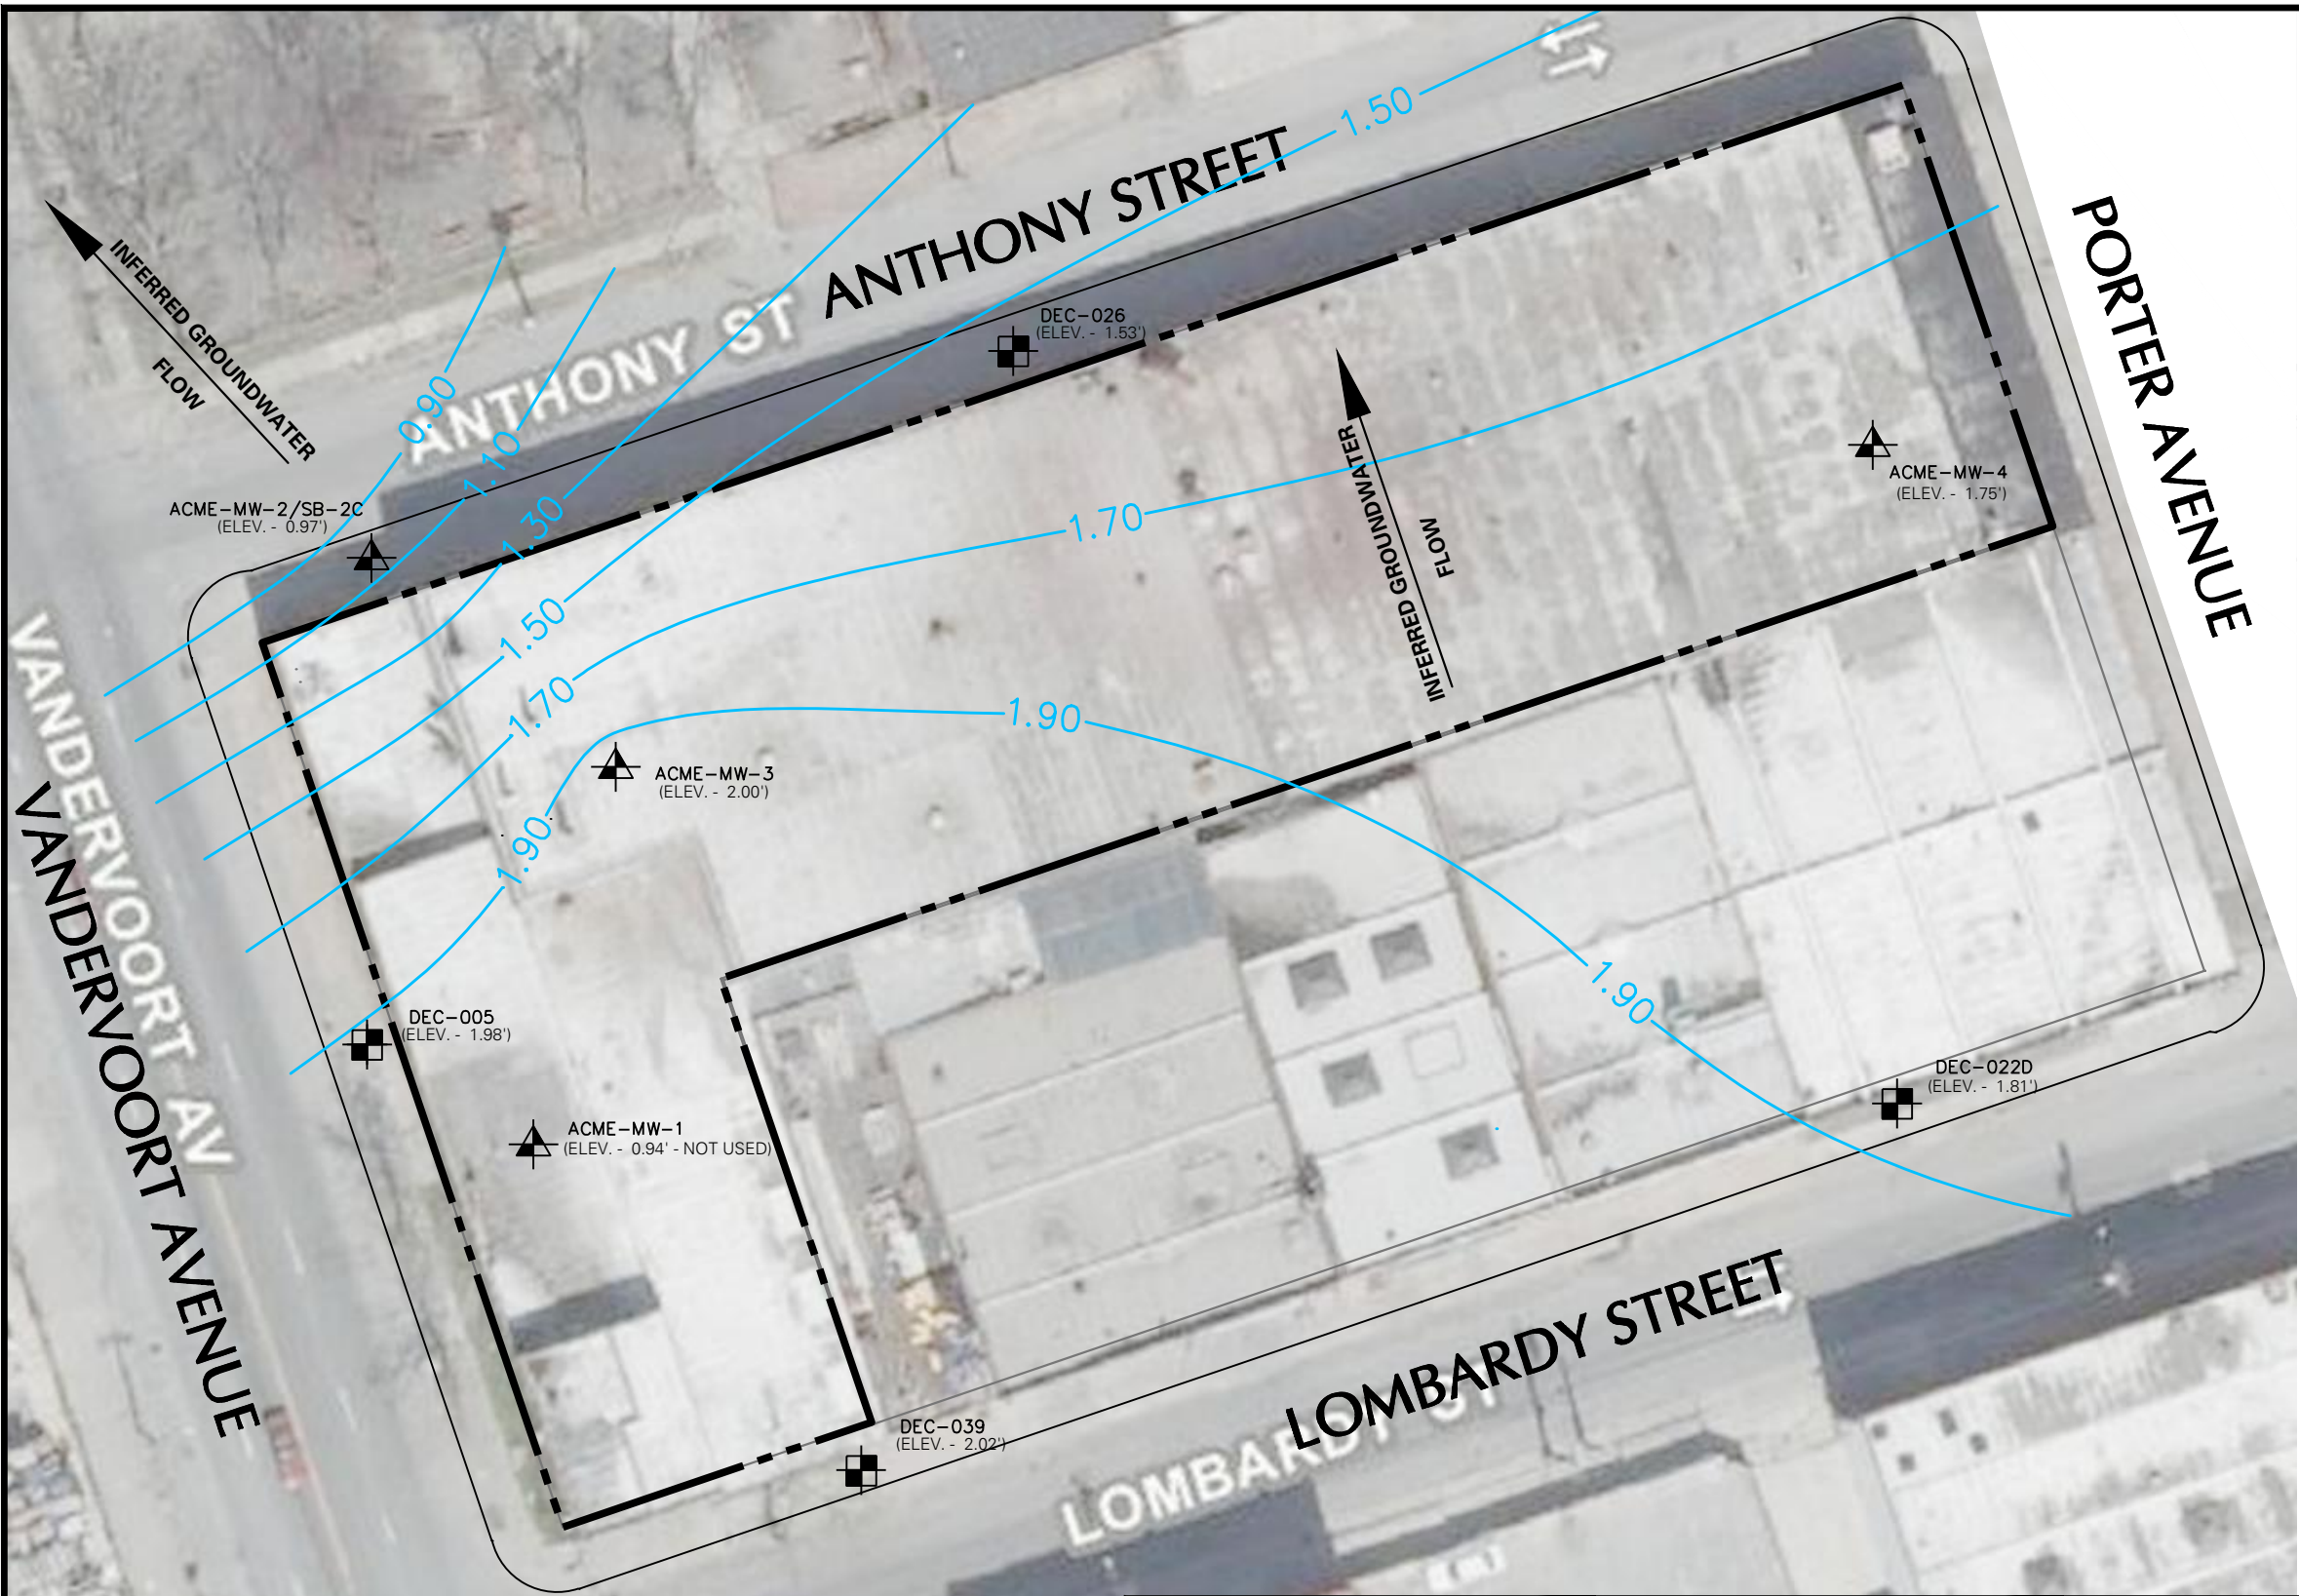 1.50
ANTHONY STREET
PORTER AVENUE
INFERRED GROUNDWATER
FLOW
ANTHONY ST
DEC-026
(ELEV. - 1.53')
0.90
1.10
1.30
1.50
1.70
1.70
INFERRED GROUNDWATER
FLOW
ACME-MW-4
(ELEV. - 1.75')
ACME-MW-2/SB-2C
(ELEV. - 0.97')
1.90
1.90
1.90
ACME-MW-3
(ELEV. - 2.00')
VANDERVOORT AV
VANDERVOORT AVENUE
DEC-005
(ELEV. - 1.98')
DEC-022D
(ELEV. - 1.81')
ACME-MW-1
(ELEV. - 0.94' - NOT USED)
LOMBARDY STREET
DEC-039
(ELEV. - 2.02')
LOMBARDY ST